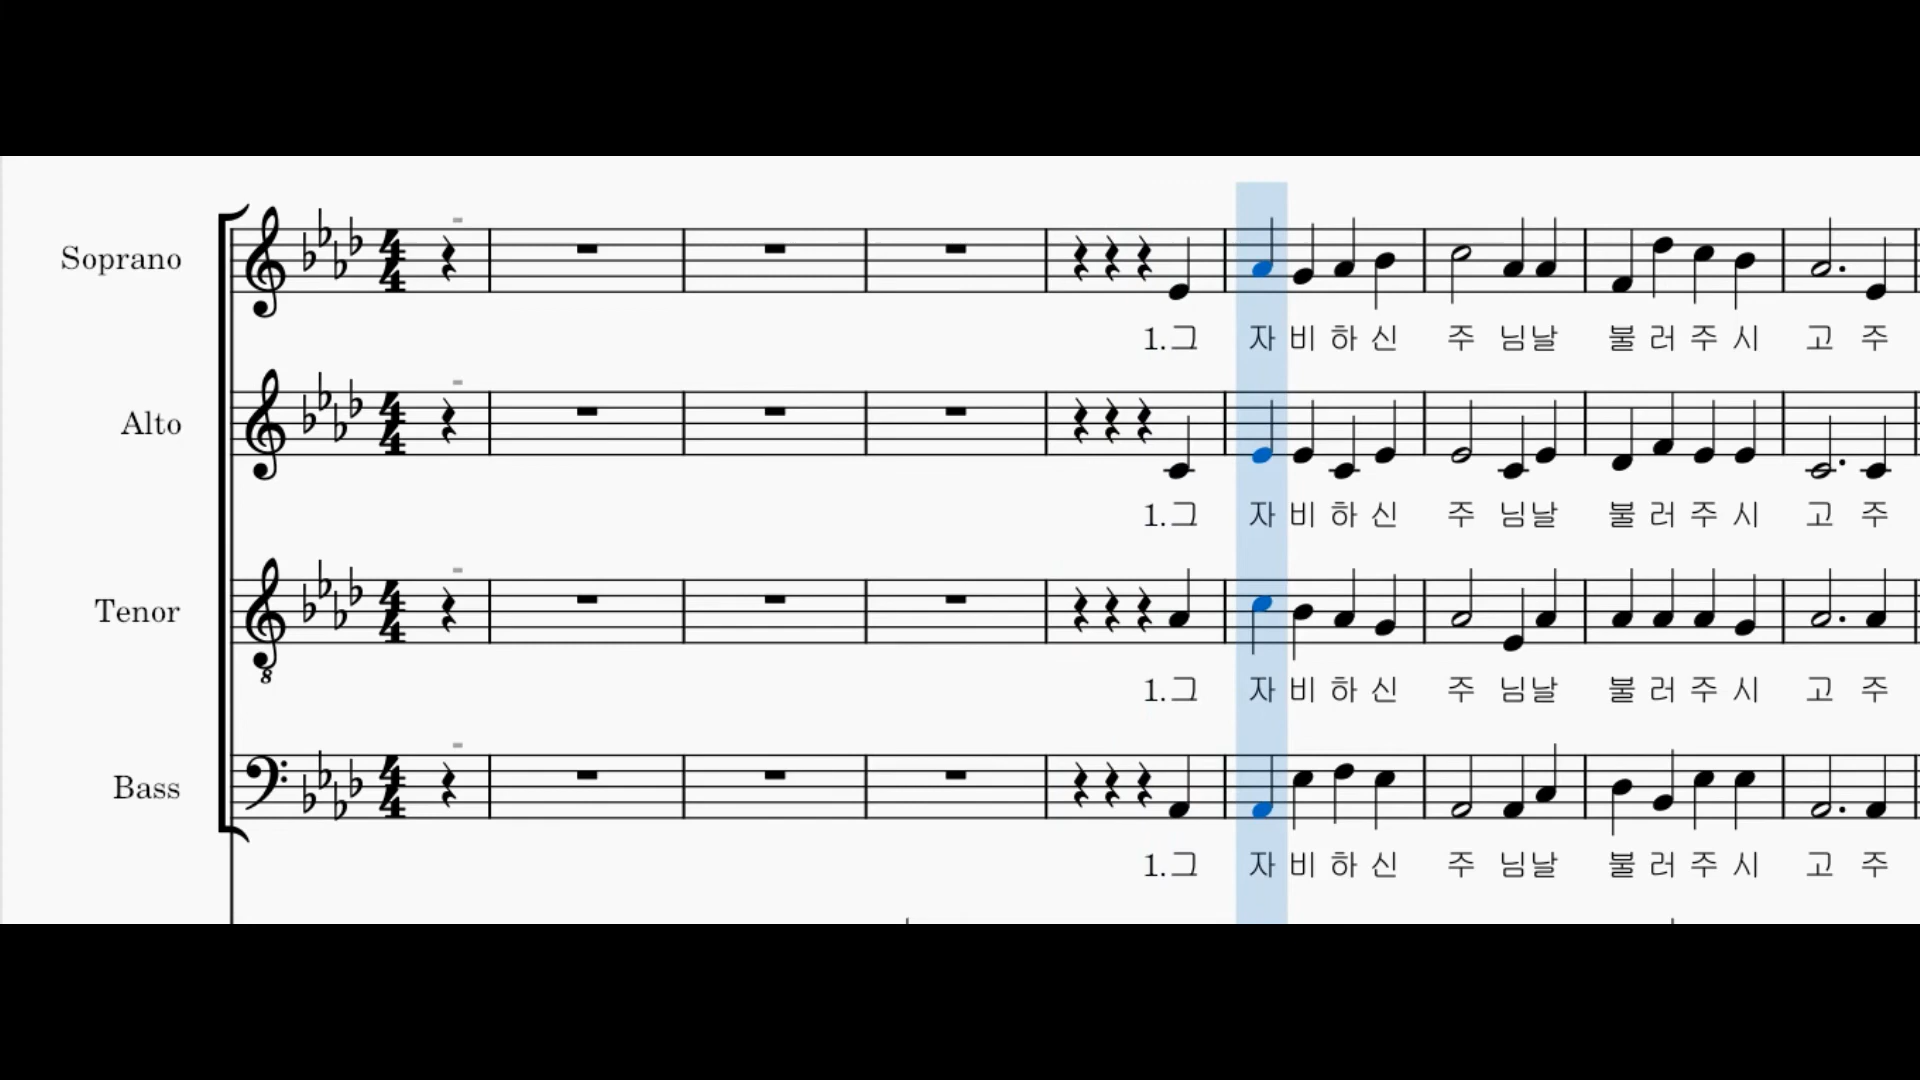 Soprano
1.그 자 비 하 신 주 님 날 불 러 주 시 고 주
Alto
1.그 자 비 하 신 주 님 날 불 러 주 시 고 주
Tenor
8
1.그 자 비 하 신 주 님 날 불 러 주 시 고 주
Bass
1.그 자 비 하 신 주 님 날 불 러 주 시 고 주